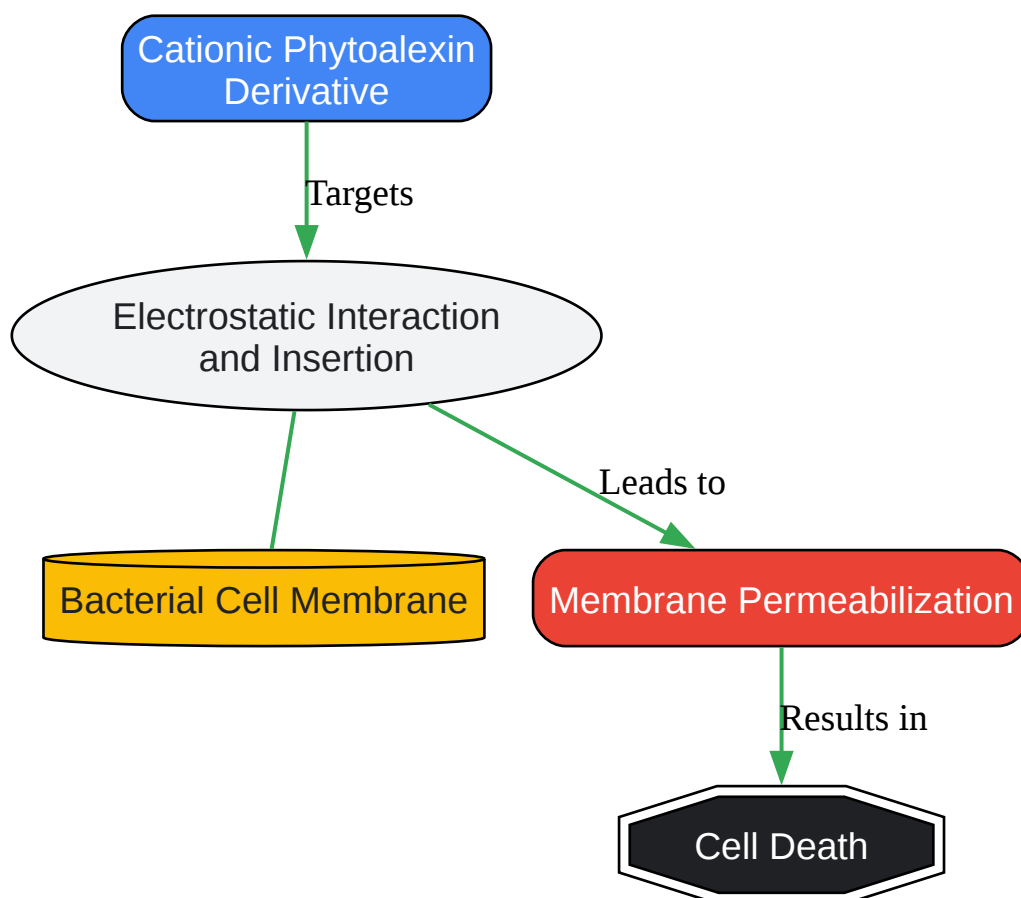 Cationic Phytoalexin
Derivative
Targets
Electrostatic Interaction
and Insertion
Leads to
Bacterial Cell Membrane
Membrane Permeabilization
Results in
Cell Death